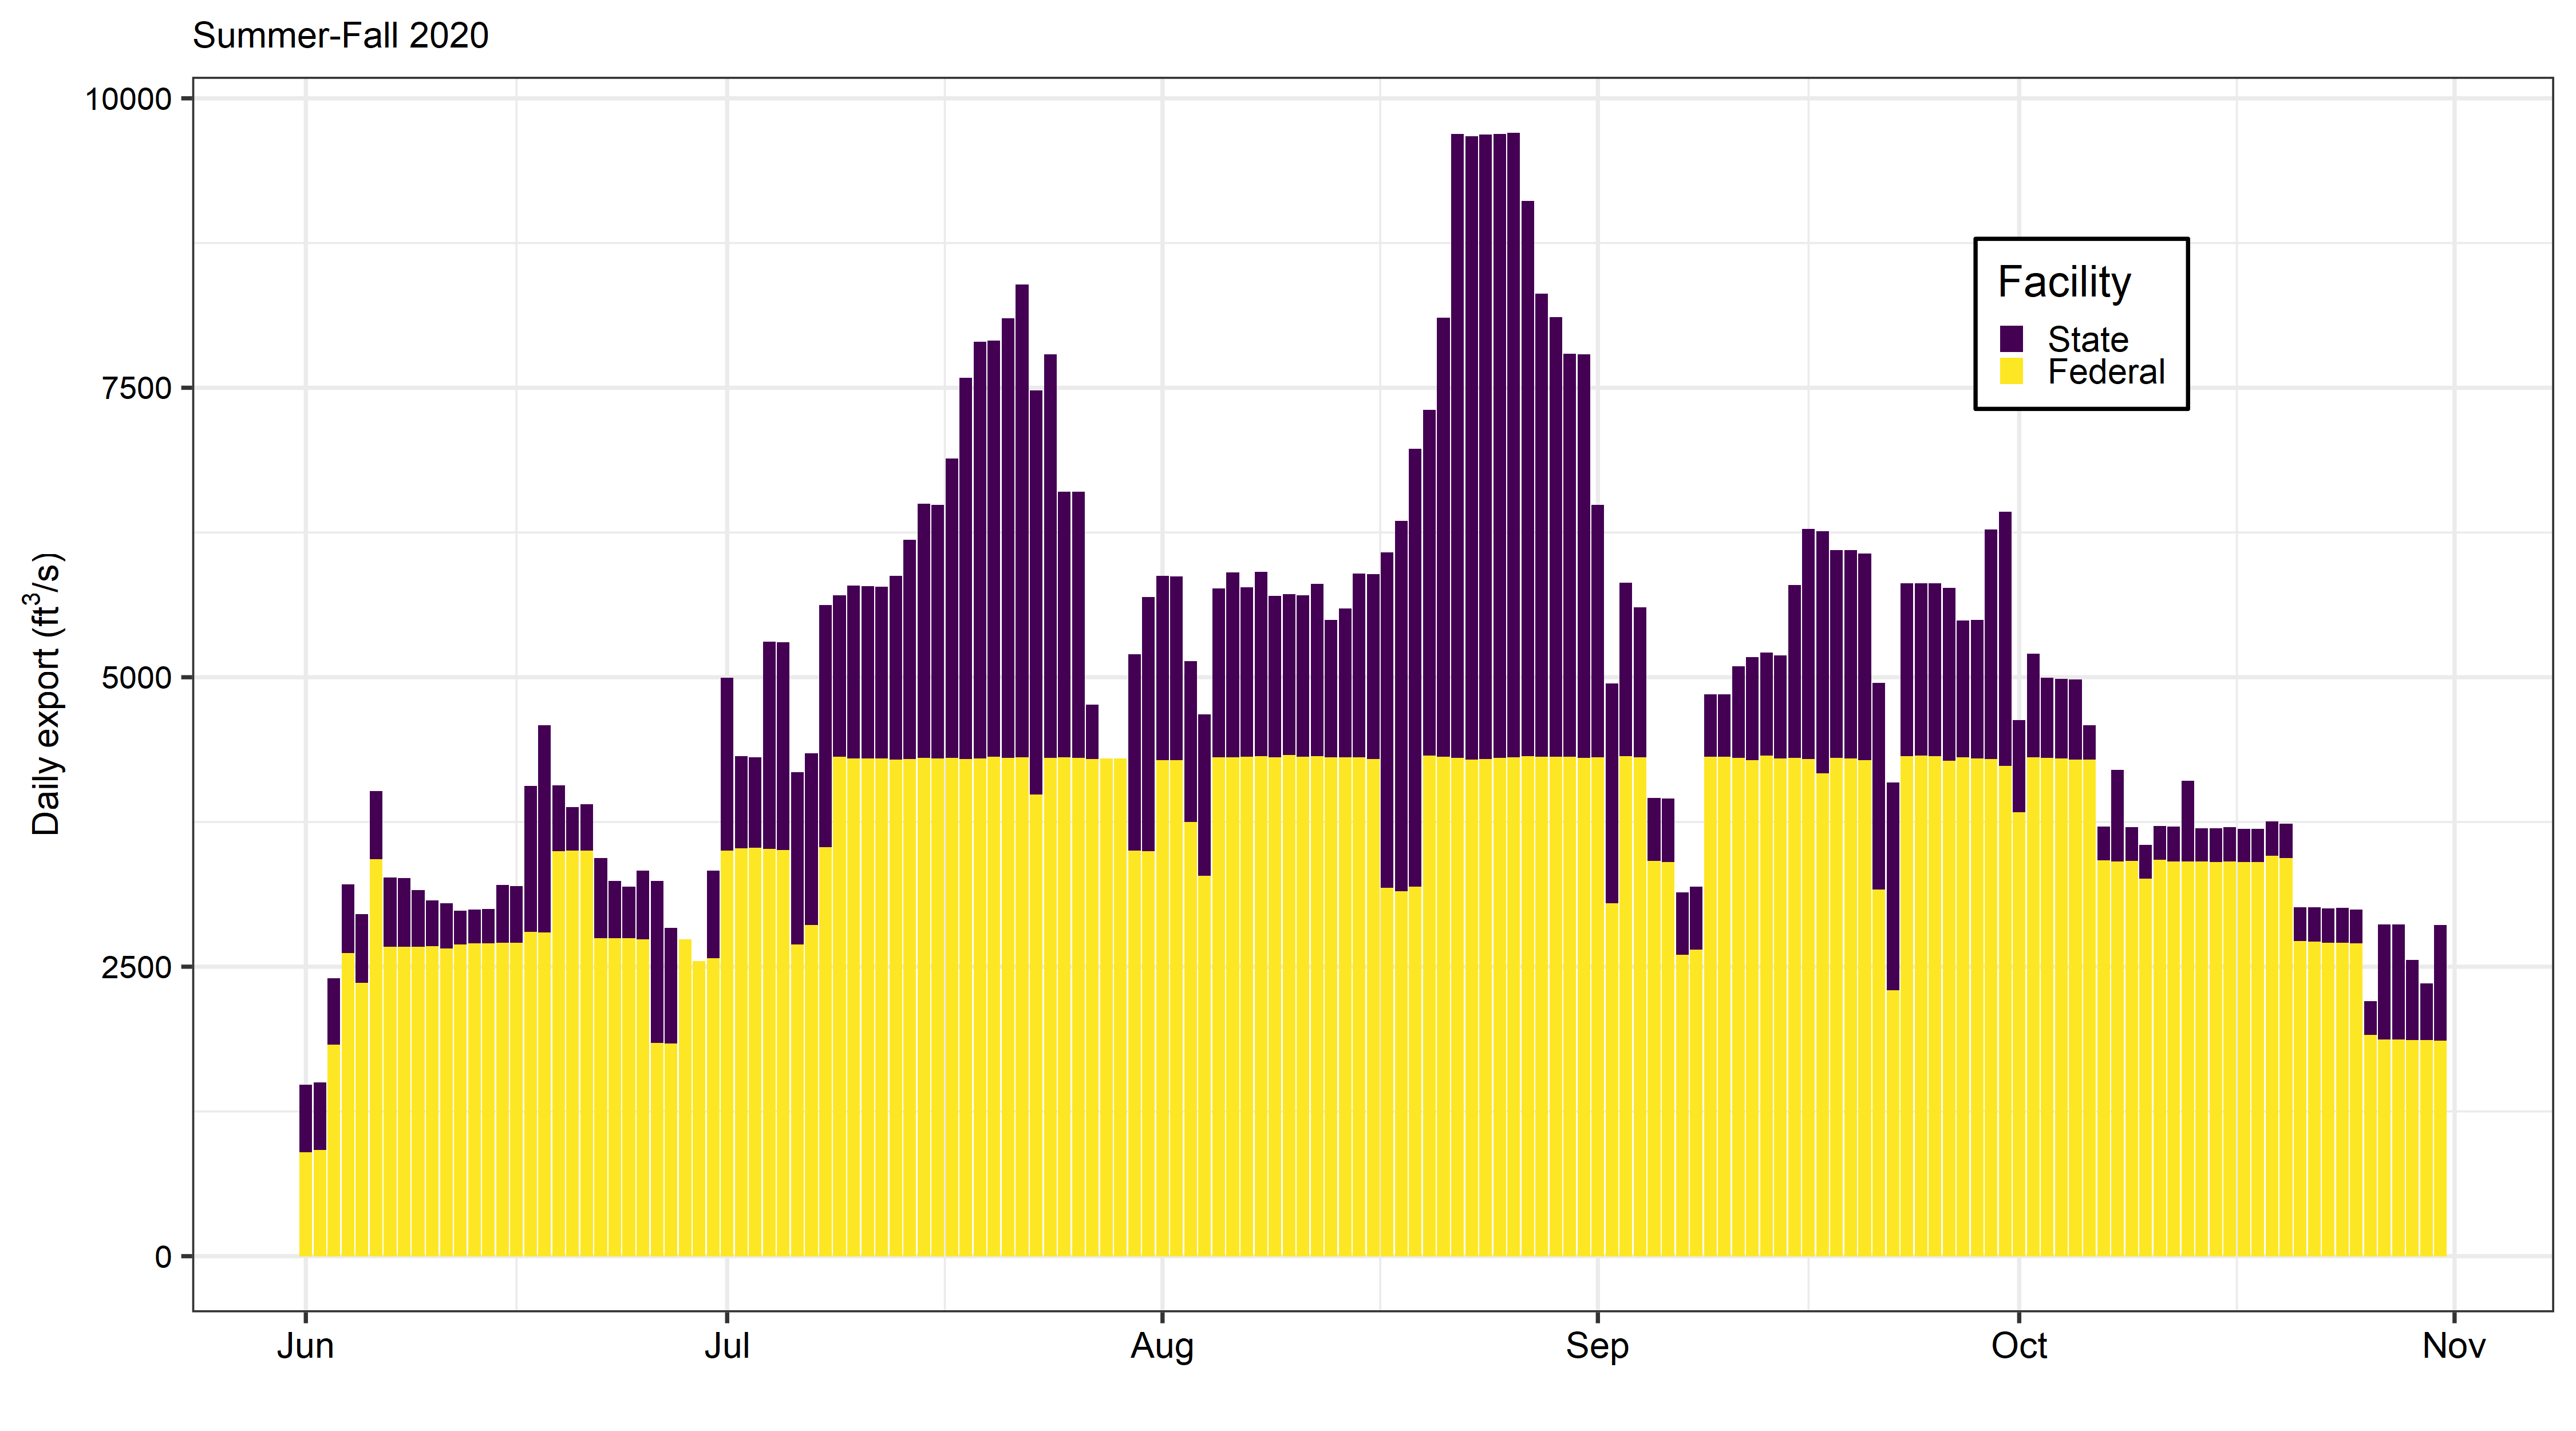 Summer-Fall 2020
Daily export (ft³/s)
10000
7500
5000
2500
0
Facility
State
Federal
Jun Jul Aug Sep Oct Nov